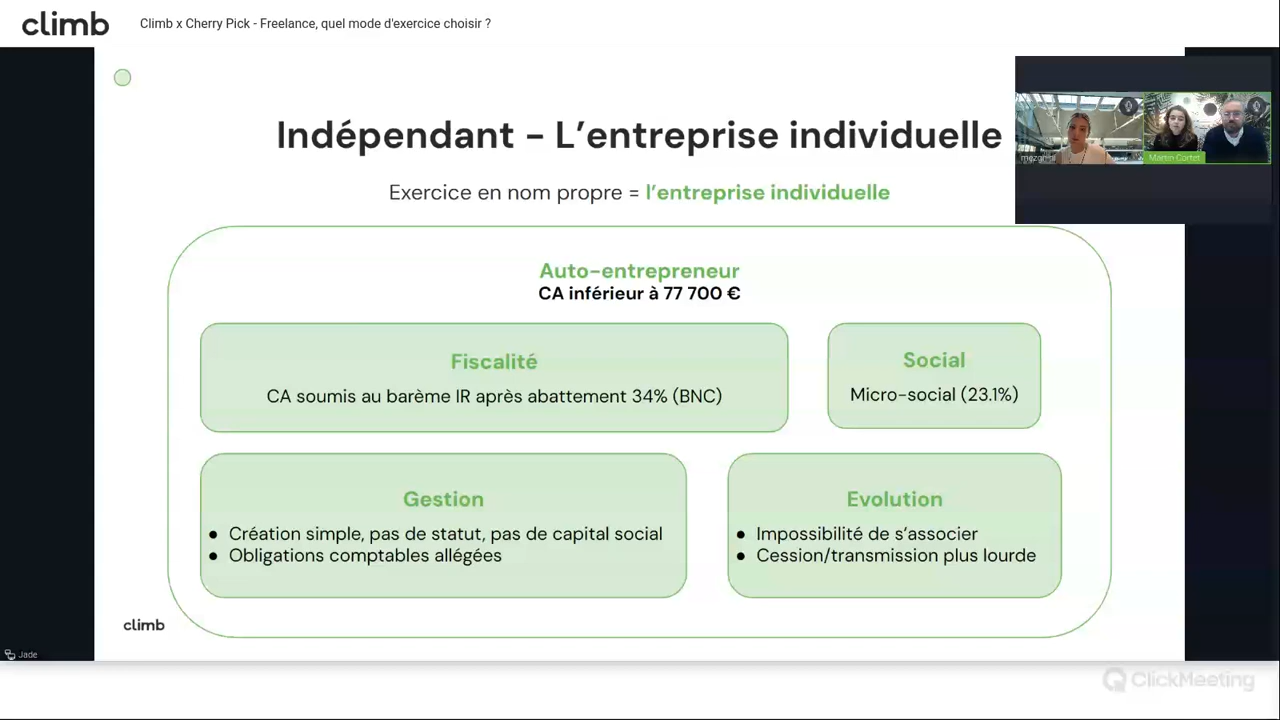 climb
Climb x Cherry Pick - Freelance, quel mode d'exercice choisir ?
Indépendant - L’entreprise individuelle
Martin Cortet
Exercice en nom propre = l’entreprise individuelle
Auto-entrepreneur
CA inférieur à 77 700 €
Fiscalité
CA soumis au barème IR après abattement 34% (BNC)
Social
Micro-social (23.1%)
Gestion
● Création simple, pas de statut, pas de capital social
● Obligations comptables allégées
Evolution
● Impossibilité de s’associer
● Cession/transmission plus lourde
climb
Jade
ClickMeeting